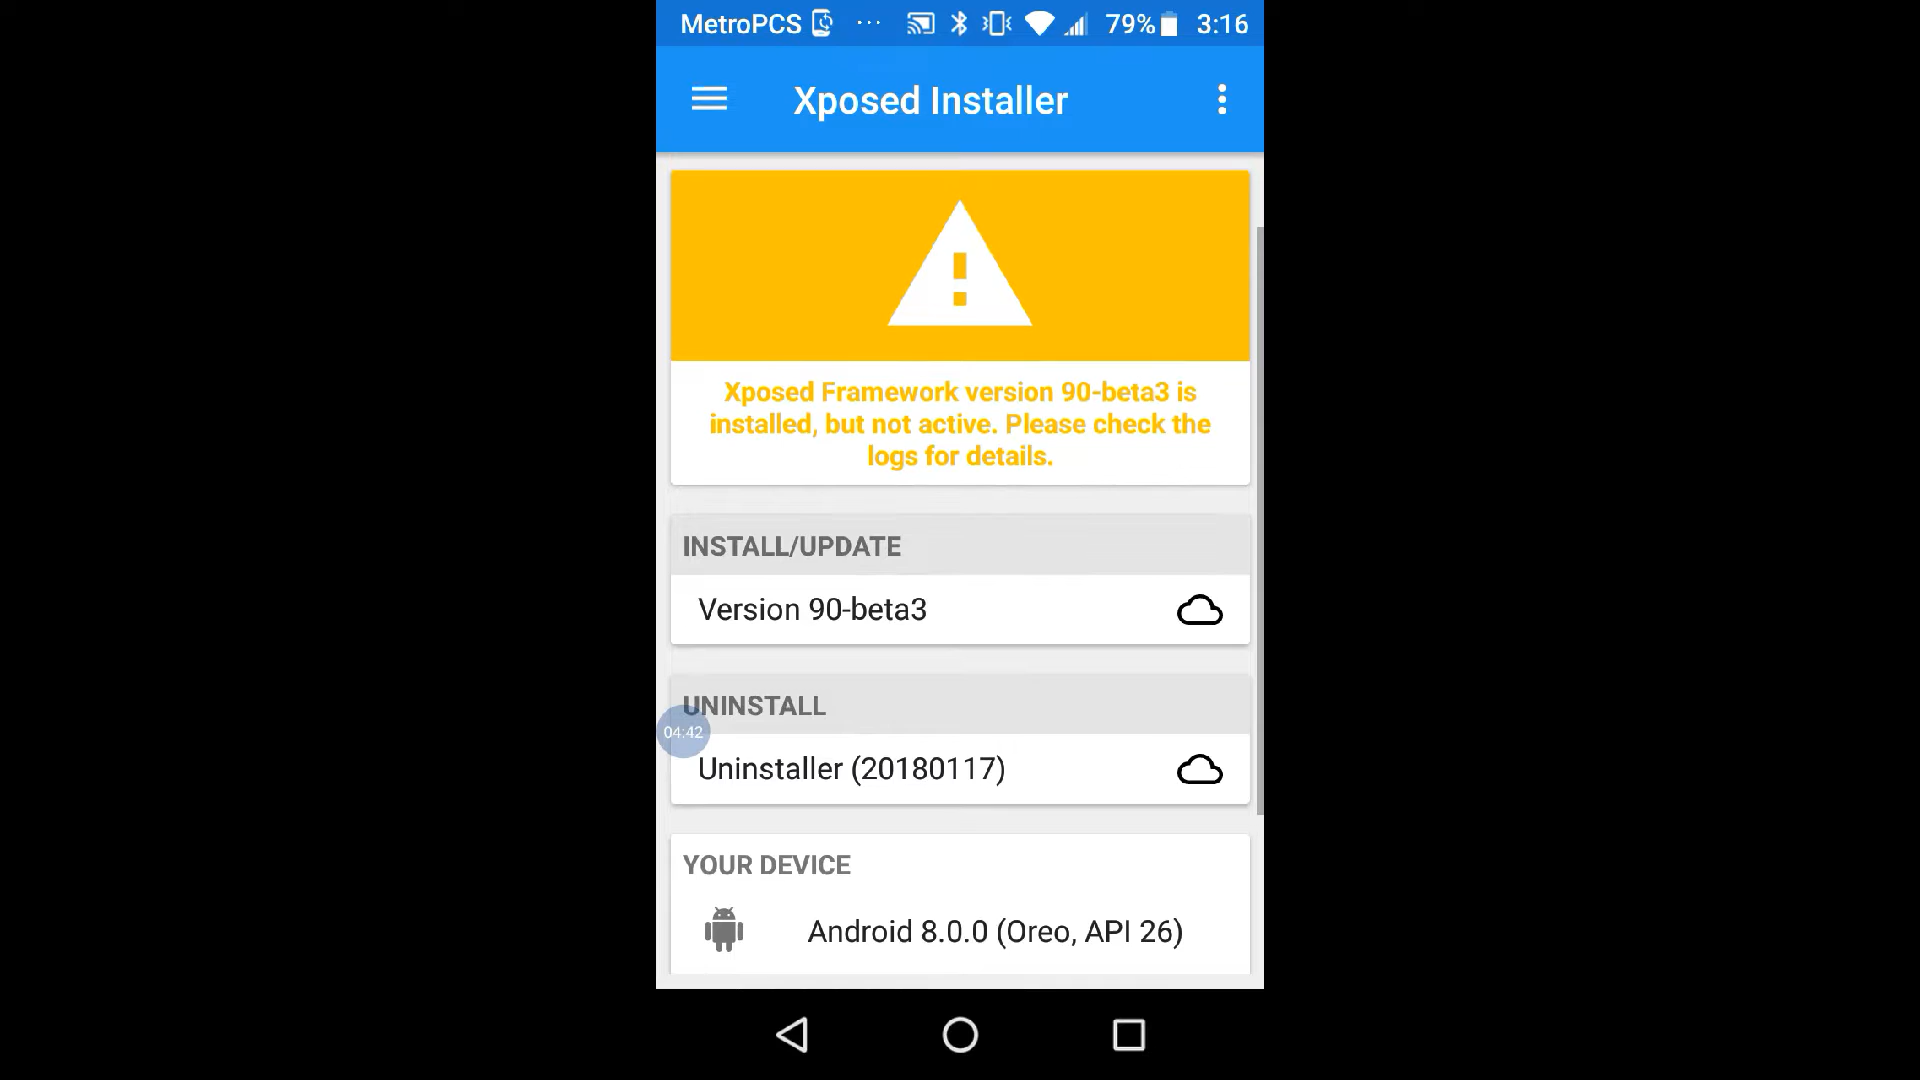 MetroPCS ... 79% 3:16
Xposed Installer
Xposed Framework version 90-beta3 is
installed, but not active. Please check the
logs for details.
INSTALL/UPDATE
Version 90-beta3
UNINSTALL
04:42
Uninstaller (20180117)
YOUR DEVICE
Android 8.0.0 (Oreo, API 26)